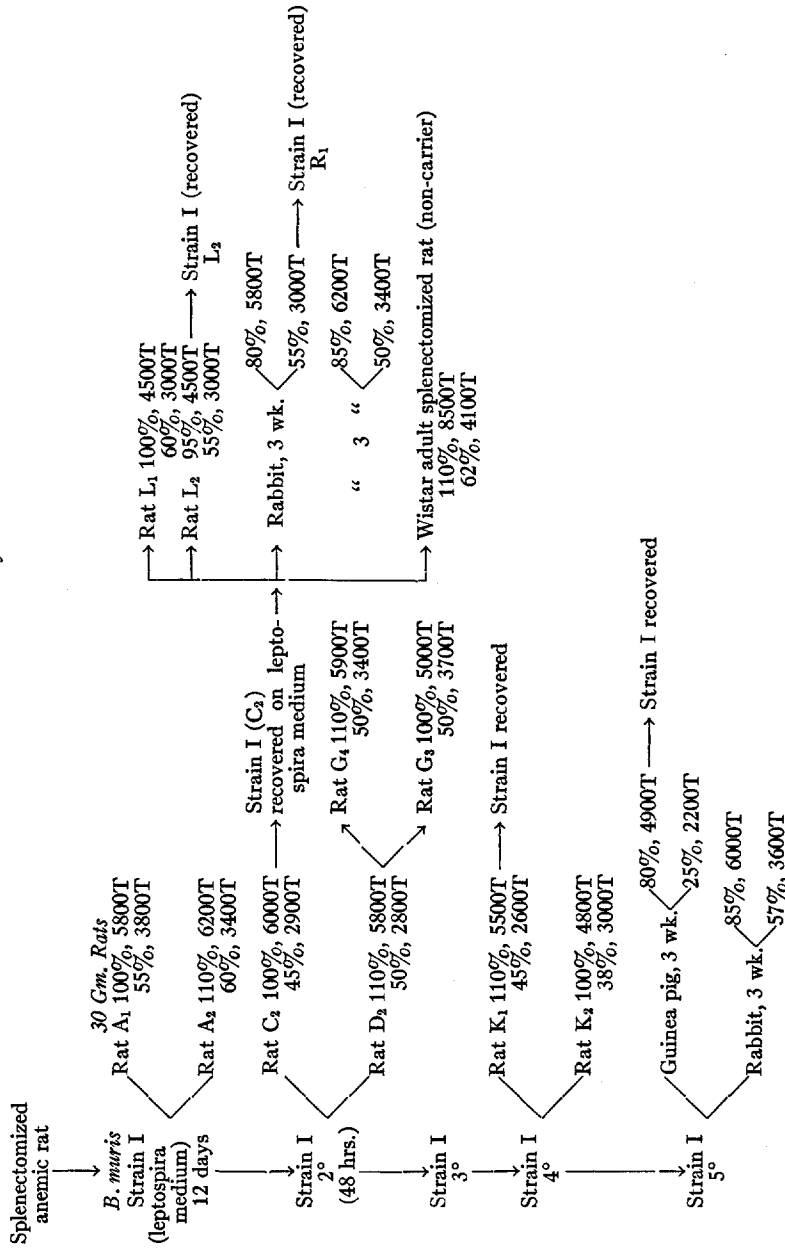 Splenectomized
anemic rat
B. muris
Strain I
(leptospira
medium)
12 days
30 Gm. Rats
Rat A₁ 100%, 5800T
55%, 3800T
Rat A₂ 110%, 6200T
60%, 3400T
Strain I
2°
(48 hrs.)
Rat C₂ 100%, 6000T
45%, 2900T
Strain I (C₂)
recovered on lepto-
spira medium
Rat L₁ 100%, 4500T
60%, 3000T
Rat L₂ 95%, 4500T
55%, 3000T
Strain I (recovered)
L₂
Rabbit, 3 wk.
80%, 5800T
55%, 3000T
Strain I (recovered)
R₁
“ 3 “
85%, 6200T
50%, 3400T
Wistar adult splenectomized rat (non-carrier)
110%, 8500T
62%, 4100T
Rat D₂ 110%, 5800T
50%, 2800T
Rat G₄ 110%, 5900T
50%, 3400T
Rat G₃ 100%, 5000T
50%, 3700T
Strain I
3°
Strain I
4°
Rat K₁ 110%, 5500T
45%, 2600T
Strain I recovered
Rat K₂ 100%, 4800T
38%, 3000T
Strain I
5°
Guinea pig, 3 wk.
80%, 4900T
25%, 2200T
Strain I recovered
Rabbit, 3 wk.
85%, 6000T
57%, 3600T